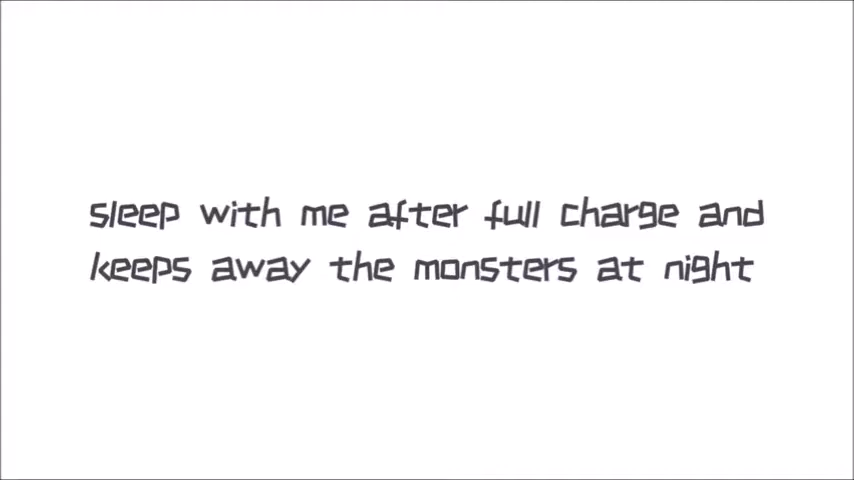 sleep with me after full charge and
keeps away the monsters at night